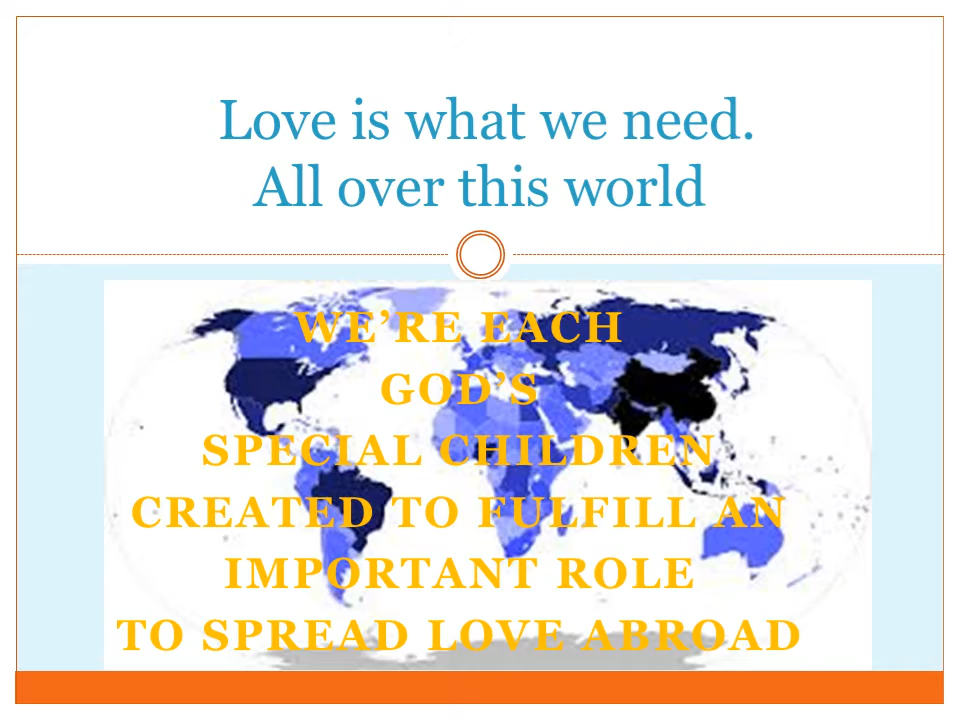 Love is what we need.
All over this world
WE’RE EACH
GOD’S
SPECIAL CHILDREN
CREATED TO FULFILL AN
IMPORTANT ROLE
TO SPREAD LOVE ABROAD